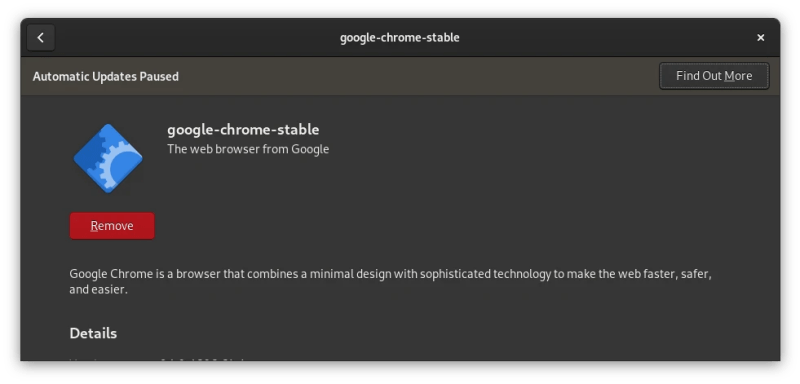 google-chrome-stable
Automatic Updates Paused
Find Out More
google-chrome-stable
The web browser from Google
Remove
Google Chrome is a browser that combines a minimal design with sophisticated technology to make the web faster, safer,
and easier.
Details